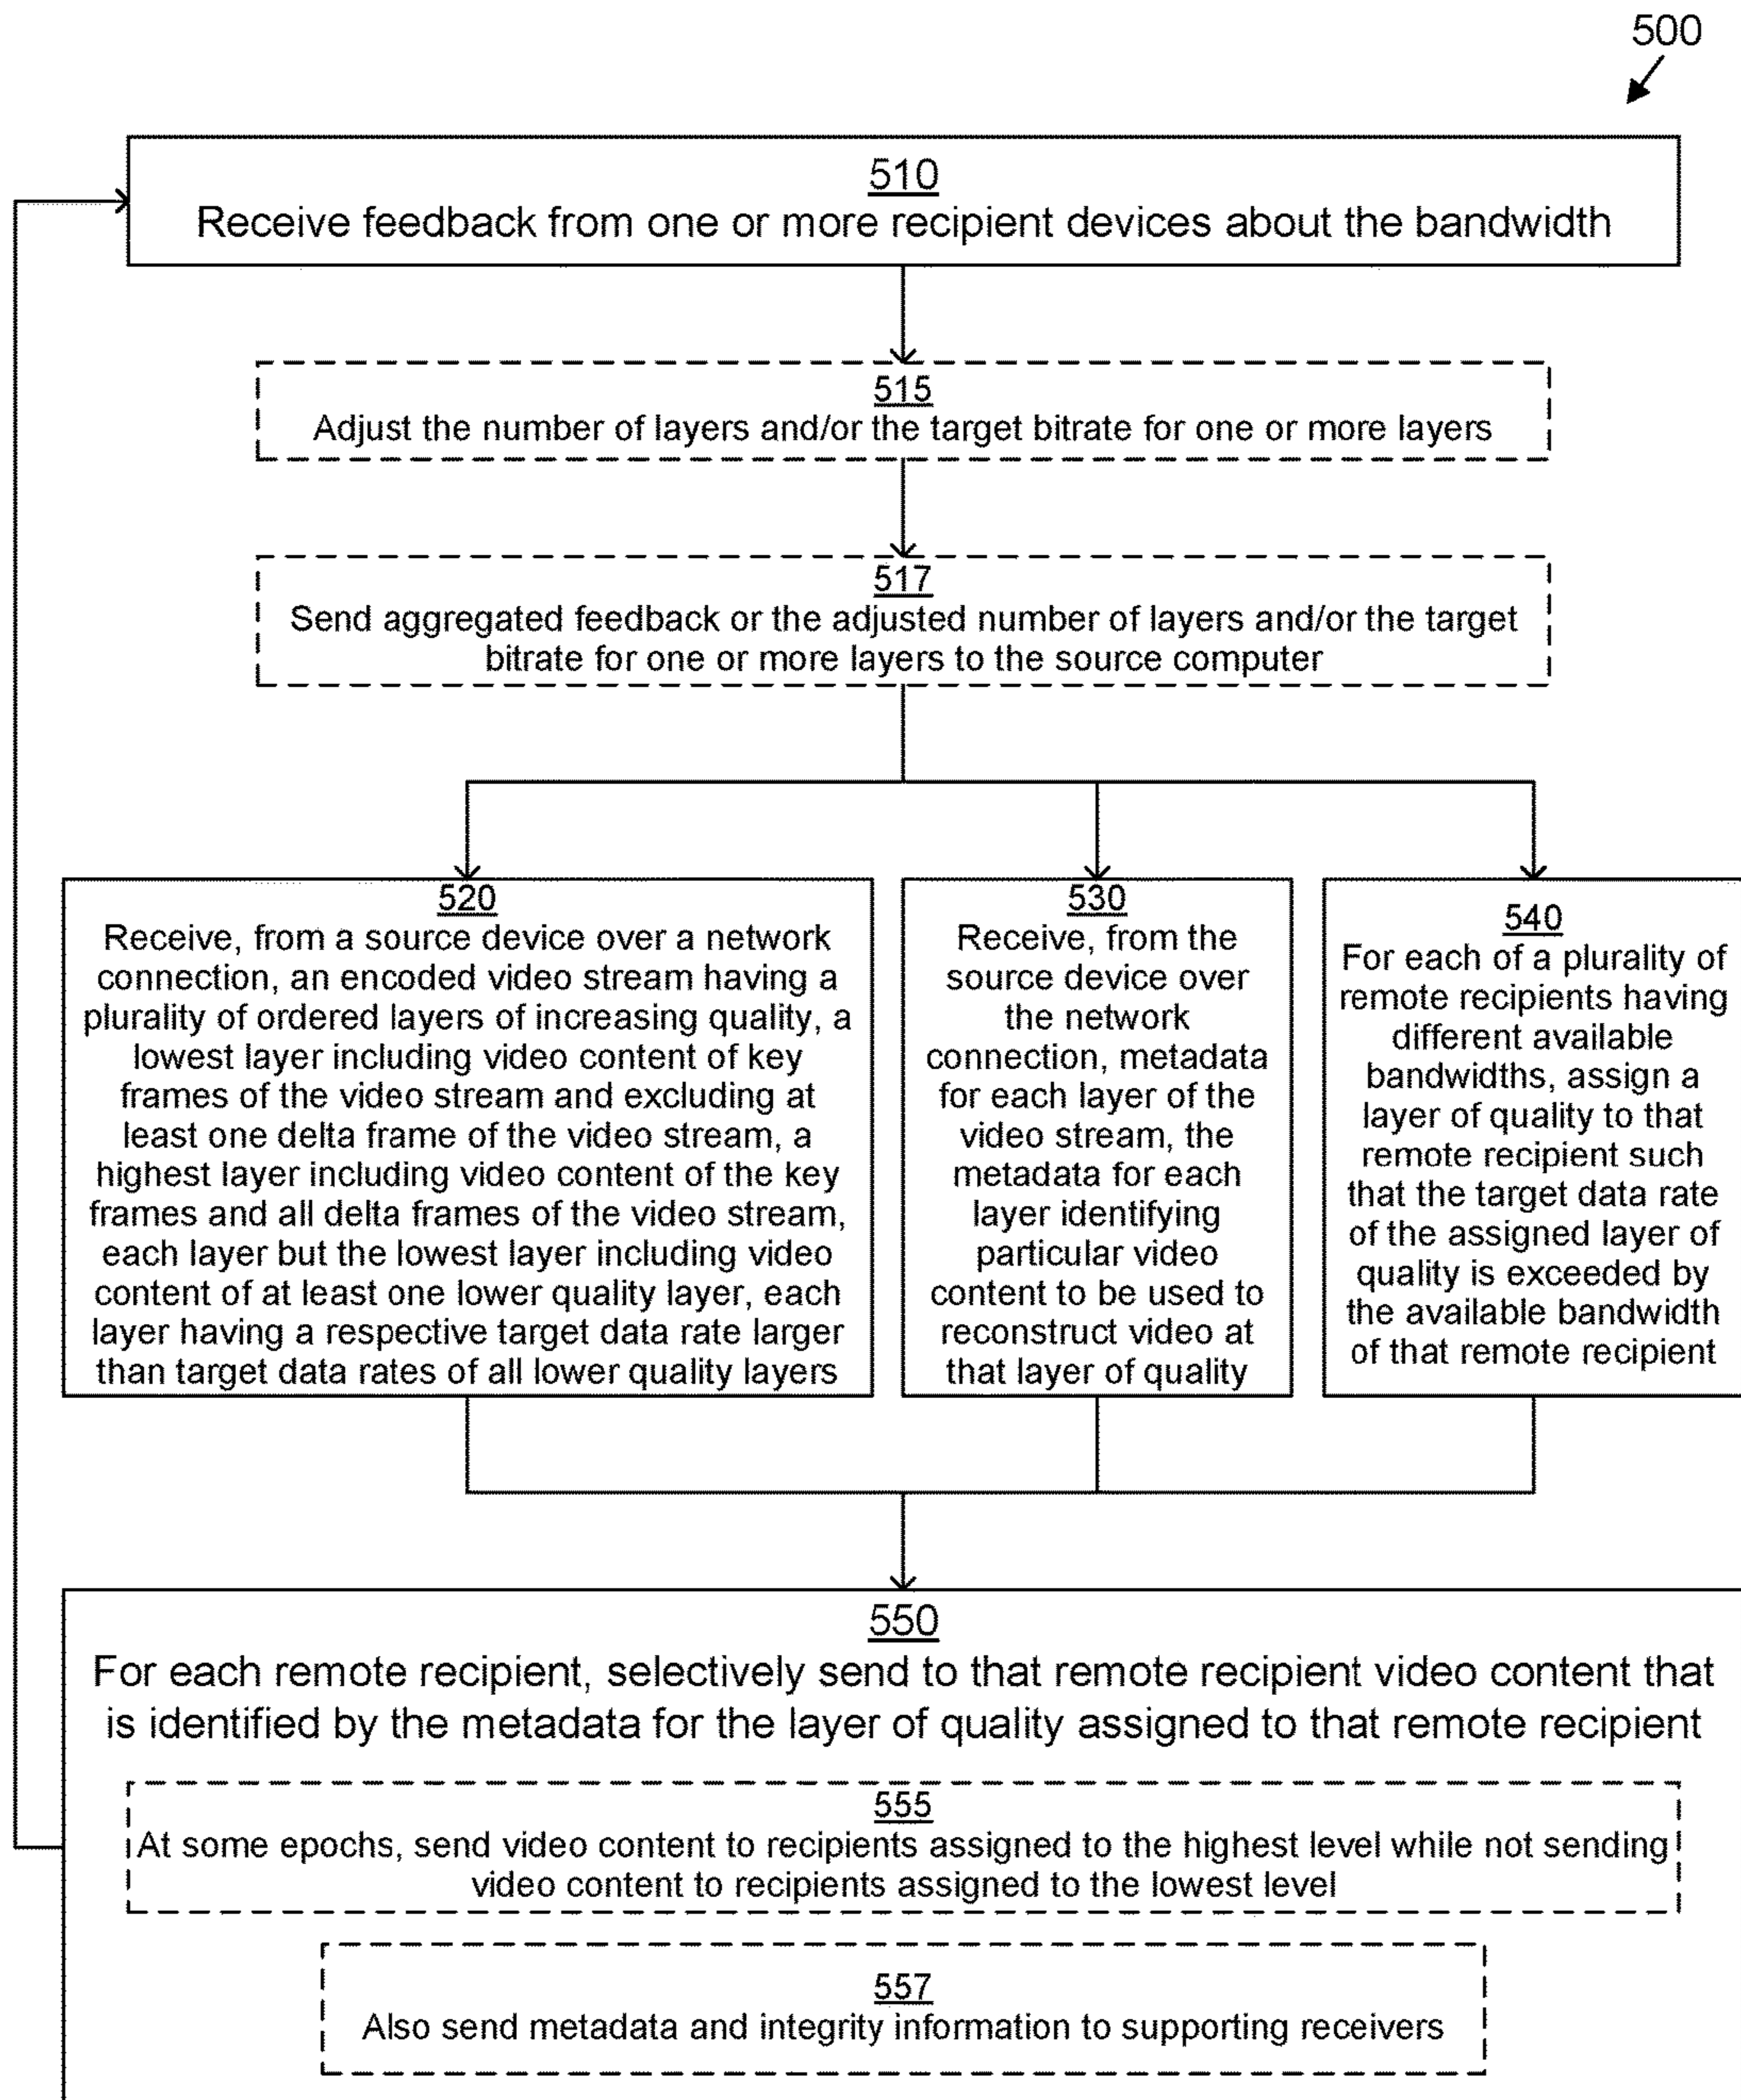 500
510
Receive feedback from one or more recipient devices about the bandwidth
515
Adjust the number of layers and/or the target bitrate for one or more layers
517
Send aggregated feedback or the adjusted number of layers and/or the target
bitrate for one or more layers to the source computer
520
Receive, from a source device over a network
connection, an encoded video stream having a
plurality of ordered layers of increasing quality, a
lowest layer including video content of key
frames of the video stream and excluding at
least one delta frame of the video stream, a
highest layer including video content of the key
frames and all delta frames of the video stream,
each layer but the lowest layer including video
content of at least one lower quality layer, each
layer having a respective target data rate larger
than target data rates of all lower quality layers
530
Receive, from the
source device over
the network
connection, metadata
for each layer of the
video stream, the
metadata for each
layer identifying
particular video
content to be used to
reconstruct video at
that layer of quality
540
For each of a plurality of
remote recipients having
different available
bandwidths, assign a
layer of quality to that
remote recipient such
that the target data rate
of the assigned layer of
quality is exceeded by
the available bandwidth
of that remote recipient
550
For each remote recipient, selectively send to that remote recipient video content that
is identified by the metadata for the layer of quality assigned to that remote recipient
555
At some epochs, send video content to recipients assigned to the highest level while not sending
video content to recipients assigned to the lowest level
557
Also send metadata and integrity information to supporting receivers